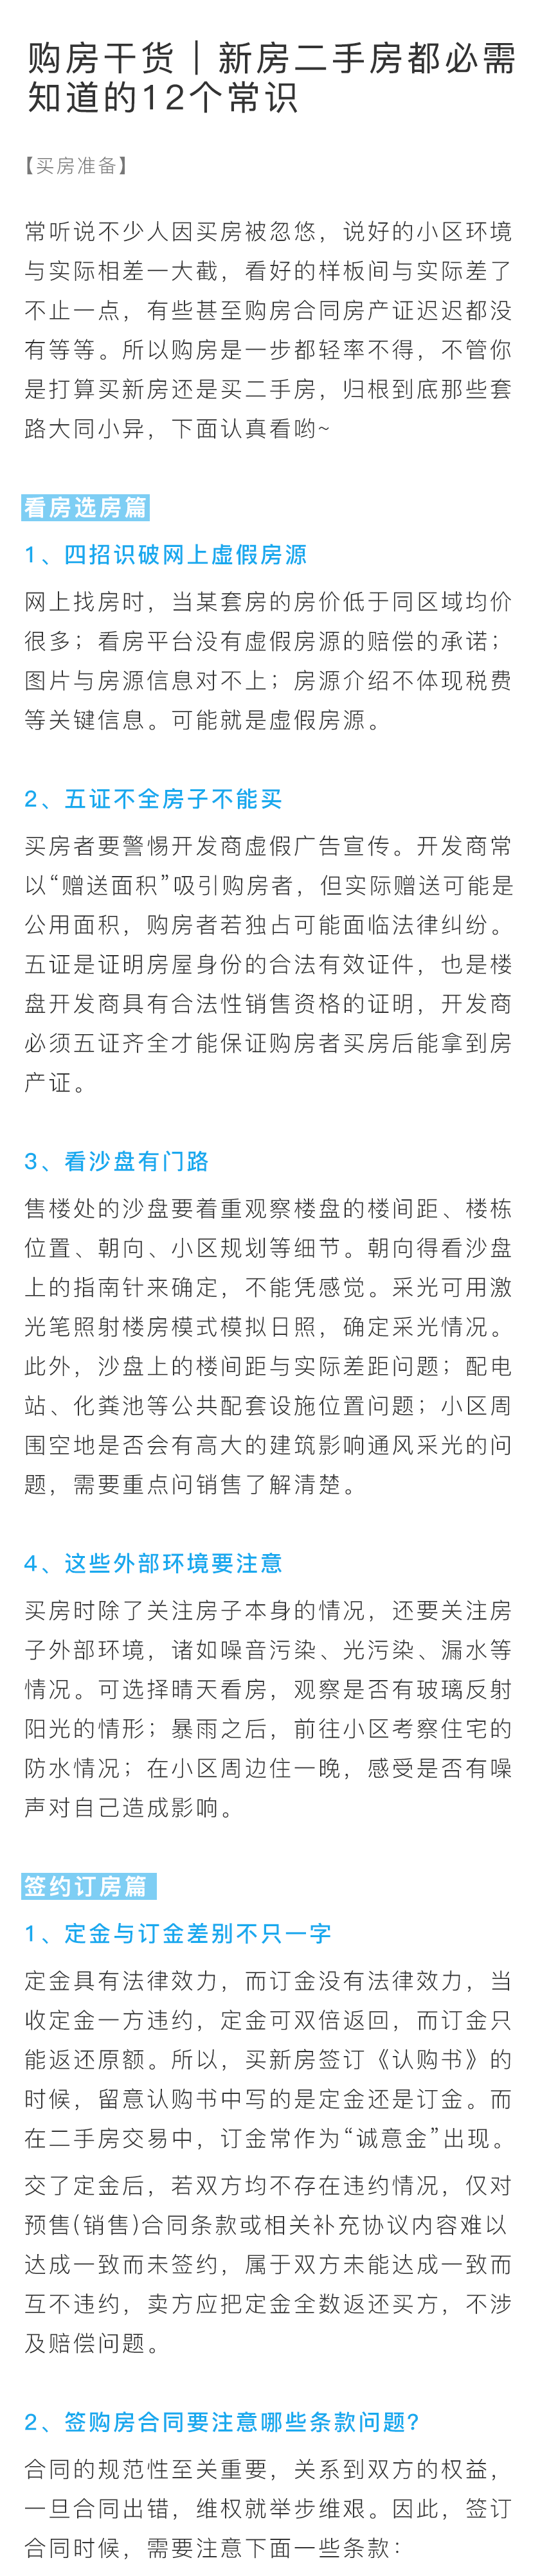 购房干货｜新房二手房都必需
知道的12个常识
【买房准备】
常听说不少人因买房被忽悠，说好的小区环境
与实际相差一大截，看好的样板间与实际差了
不止一点，有些甚至购房合同房产证迟迟都没
有等等。所以购房是一步都轻率不得，不管你
是打算买新房还是买二手房，归根到底那些套
路大同小异，下面认真看哟~
看房选房篇
1、四招识破网上虚假房源
网上找房时，当某套房的房价低于同区域均价
很多；看房平台没有虚假房源的赔偿的承诺；
图片与房源信息对不上；房源介绍不体现税费
等关键信息。可能就是虚假房源。
2、五证不全房子不能买
买房者要警惕开发商虚假广告宣传。开发商常
以“赠送面积”吸引购房者，但实际赠送可能是
公用面积，购房者若独占可能面临法律纠纷。
五证是证明房屋身份的合法有效证件，也是楼
盘开发商具有合法性销售资格的证明，开发商
必须五证齐全才能保证购房者买房后能拿到房
产证。
3、看沙盘有门路
售楼处的沙盘要着重观察楼盘的楼间距、楼栋
位置、朝向、小区规划等细节。朝向得看沙盘
上的指南针来确定，不能凭感觉。采光可用激
光笔照射楼房模式模拟日照，确定采光情况。
此外，沙盘上的楼间距与实际差距问题；配电
站、化粪池等公共配套设施位置问题；小区周
围空地是否会有高大的建筑影响通风采光的问
题，需要重点问销售了解清楚。
4、这些外部环境要注意
买房时除了关注房子本身的情况，还要关注房
子外部环境，诸如噪音污染、光污染、漏水等
情况。可选择晴天看房，观察是否有玻璃反射
阳光的情形；暴雨之后，前往小区考察住宅的
防水情况；在小区周边住一晚，感受是否有噪
声对自己造成影响。
签约订房篇
1、定金与订金差别不只一字
定金具有法律效力，而订金没有法律效力，当
收定金一方违约，定金可双倍返回，而订金只
能返还原额。所以，买新房签订《认购书》的
时候，留意认购书中写的是定金还是订金。而
在二手房交易中，订金常作为“诚意金”出现。
交了定金后，若双方均不存在违约情况，仅对
预售(销售)合同条款或相关补充协议内容难以
达成一致而未签约，属于双方未能达成一致而
互不违约，卖方应把定金全数返还买方，不涉
及赔偿问题。
2、签购房合同要注意哪些条款问题?
合同的规范性至关重要，关系到双方的权益，
一旦合同出错，维权就举步维艰。因此，签订
合同时候，需要注意下面一些条款：